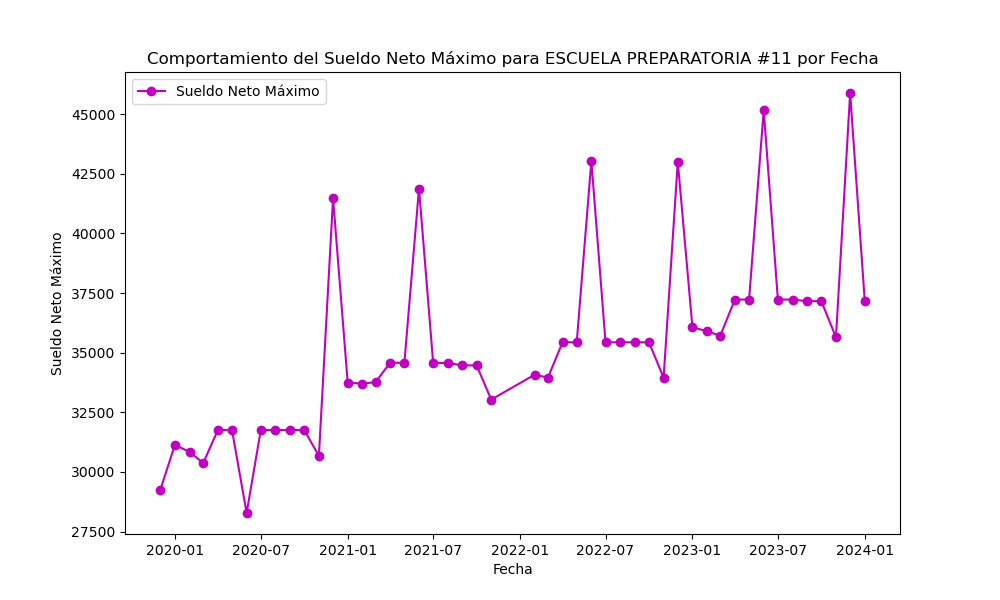 Comportamiento del Sueldo Neto Máximo para ESCUELA PREPARATORIA #11 por Fecha
Sueldo Neto Máximo
45000
42500
40000
37500
35000
32500
30000
27500
Sueldo Neto Máximo
2020-01 2020-07 2021-01 2021-07 2022-01 2022-07 2023-01 2023-07 2024-01
Fecha